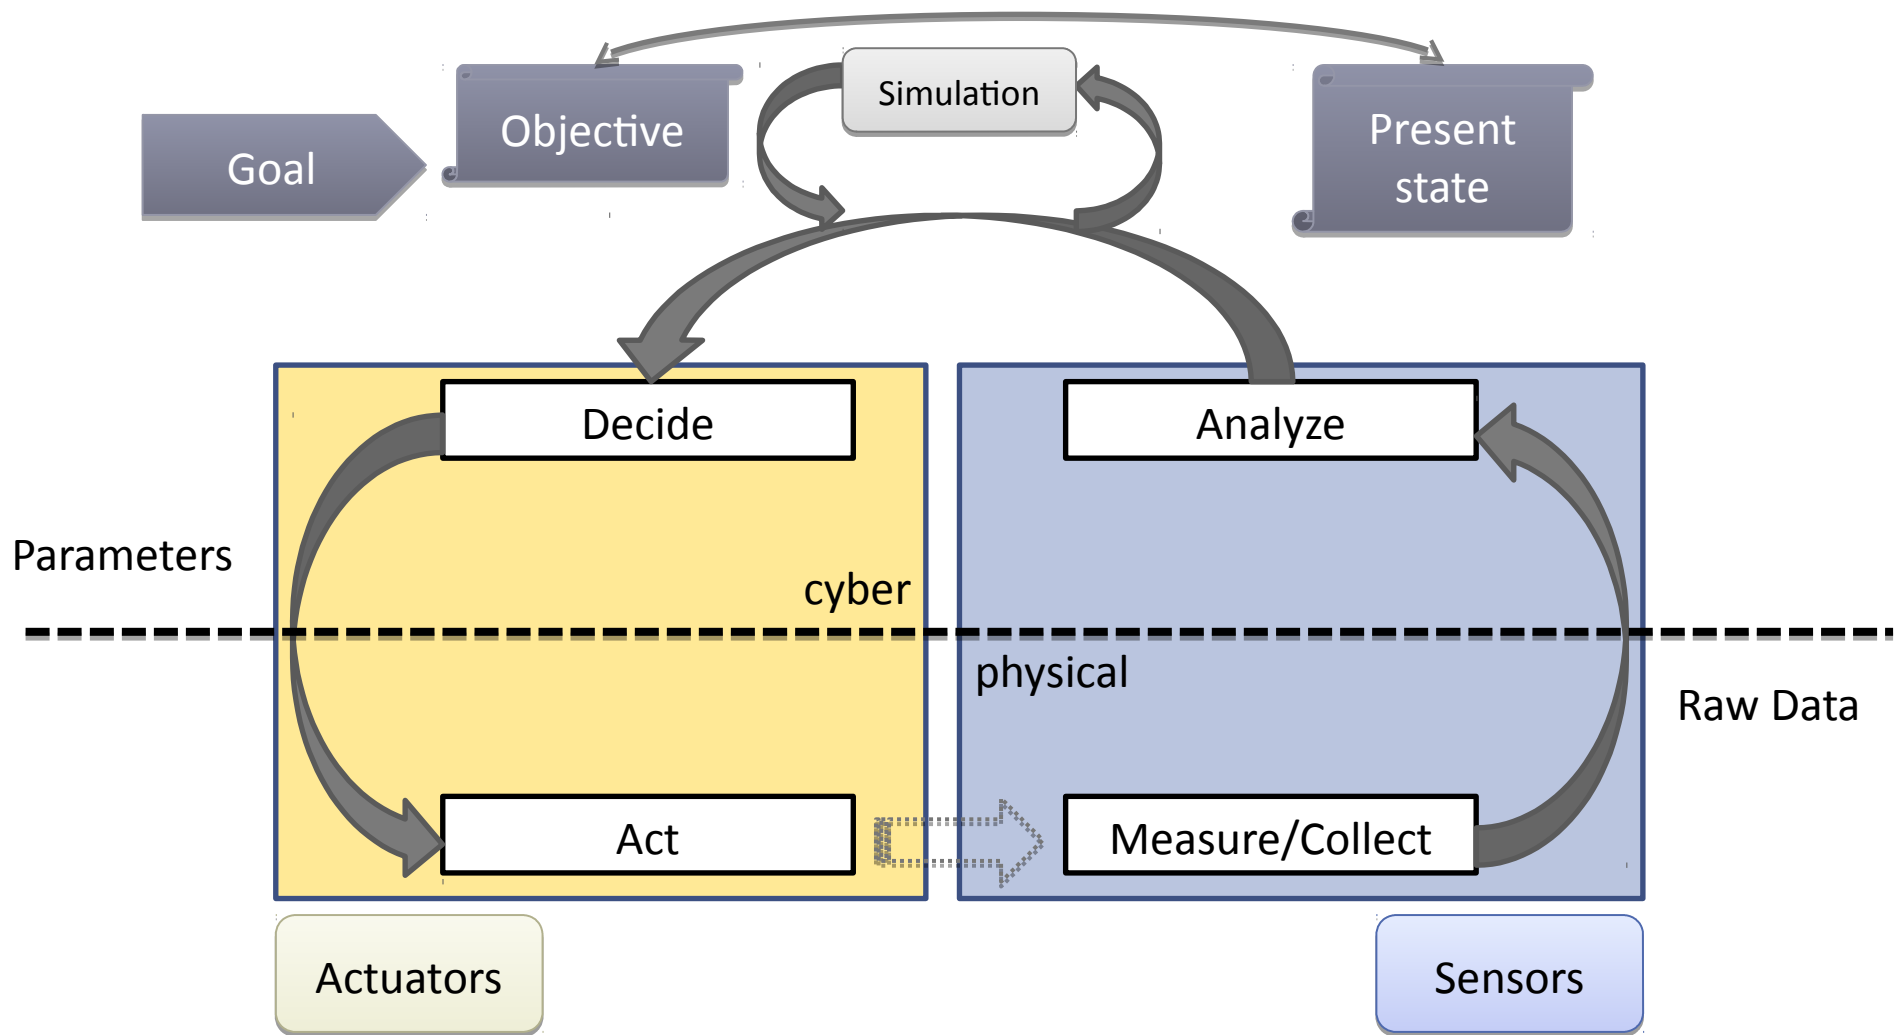 Simulation
Objective
Goal
Present
state
Decide
Analyze
Parameters
cyber
physical
Raw Data
Act
Measure/Collect
Actuators
Sensors